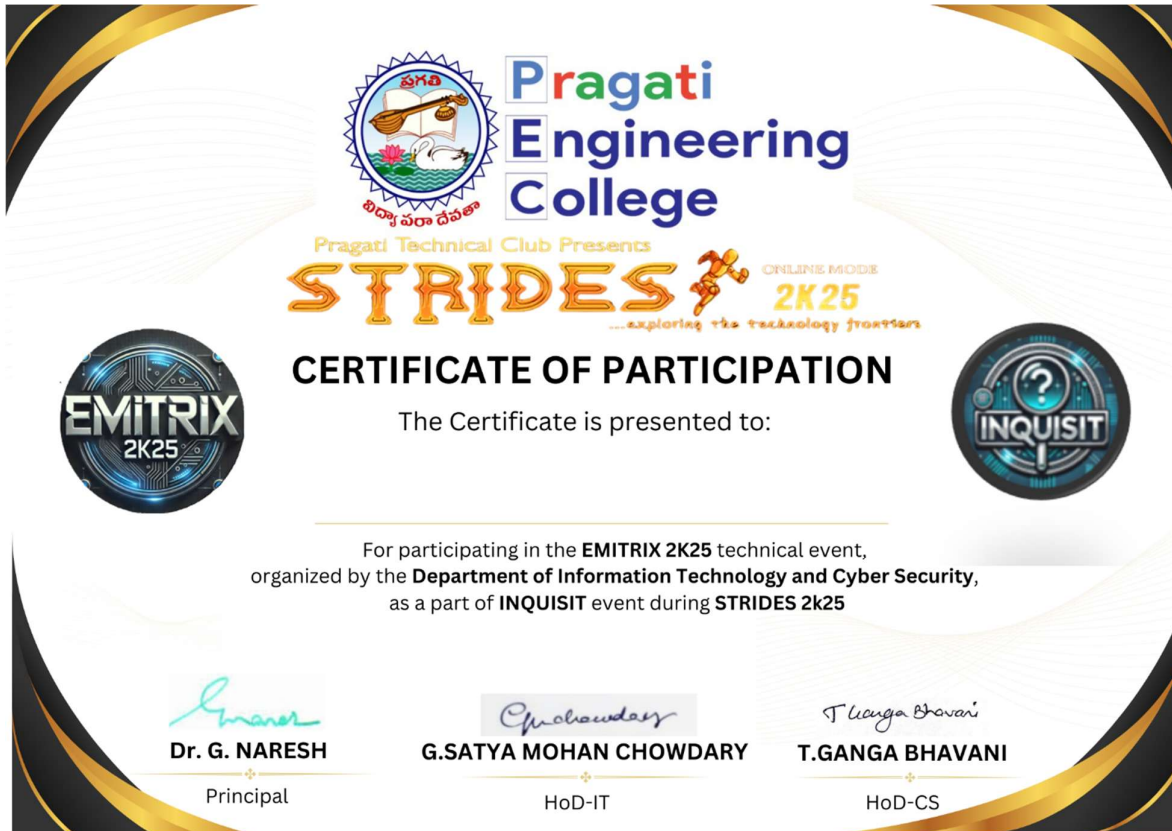 ప్రగతి
విద్యా పరా దేవతా
Pragati
Engineering
College
Pragati Technical Club Presents
STRIDES
ONLINE MODE
2K25
...exploring the technology frontiers
EMITRIX
2K25
?
INQUISIT
CERTIFICATE OF PARTICIPATION
The Certificate is presented to:
For participating in the EMITRIX 2K25 technical event,
organized by the Department of Information Technology and Cyber Security,
as a part of INQUISIT event during STRIDES 2k25
T Ganga Bhavani
Dr. G. NARESH
Principal
G.SATYA MOHAN CHOWDARY
HoD-IT
T.GANGA BHAVANI
HoD-CS